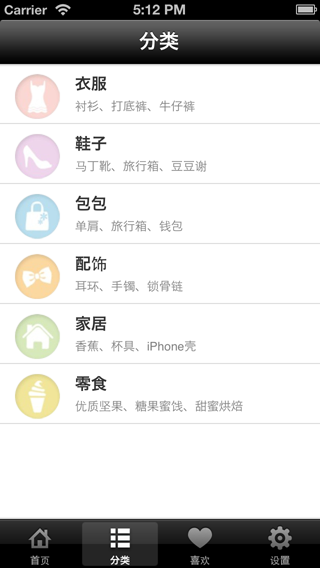 Carrier 5:12 PM
分类
衣服
衬衫、打底裤、牛仔裤
鞋子
马丁靴、旅行箱、豆豆谢
包包
单肩、旅行箱、钱包
配饰
耳环、手镯、锁骨链
家居
香蕉、杯具、iPhone壳
零食
优质坚果、糖果蜜饯、甜蜜烘焙
首页 分类 喜欢 设置